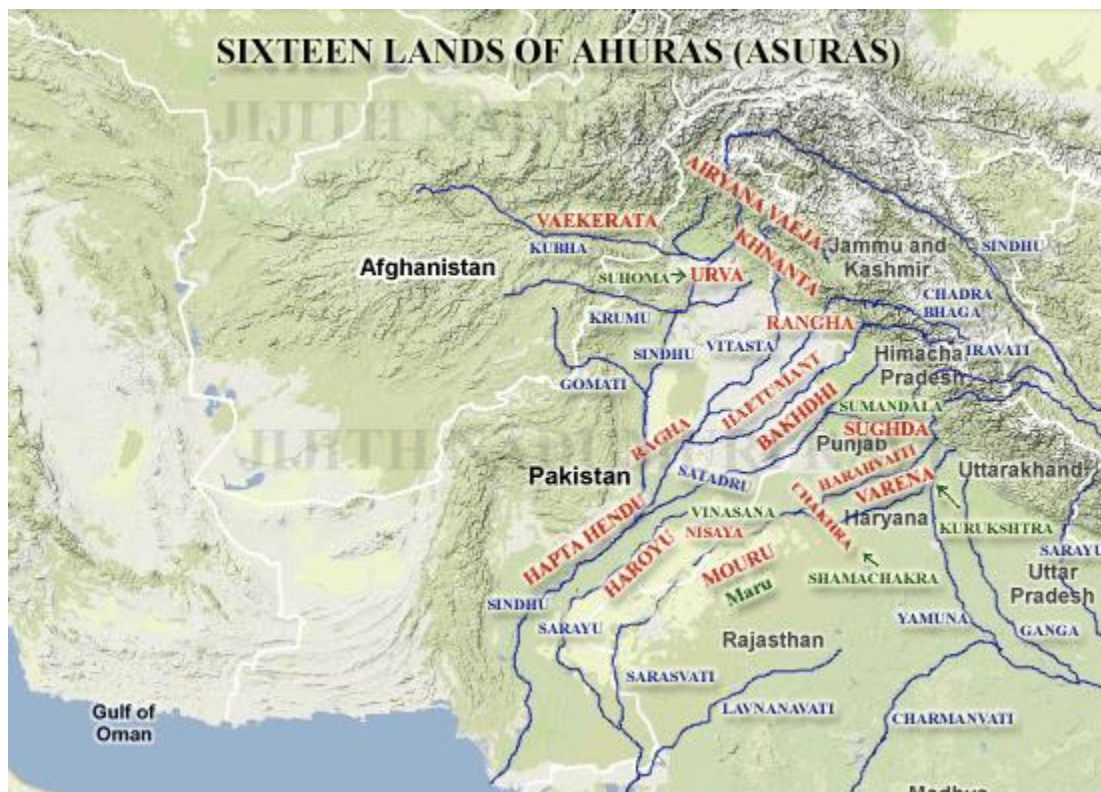 SIXTEEN LANDS OF AHURAS (ASURAS)
JIJITH NADU
AIRYANA VAEJA
VAEKERATA
KUBHA
KHNANTA
Jammu and
Kashmir
SINDHU
Afghanistan
SUHOMA
URVA
CHADRA
BHAGA
KRUMU
RANGHA
SINDHU
VITASTA
IRAVATI
Himachal
Pradesh
GOMATI
HAETUMANT
BAKHDHI
SUMANDALA
SUGHDA
RAGHA
Punjab
Uttarakhand
Pakistan
SATADRU
HARAHVAITI
VARENA
CHAKHRA
HAPTA HENDU
VINASANA
NISAYA
Haryana
KURUKSHTRA
HAROYU
MOURU
Maru
SHAMACHAKRA
SARAYU
Uttar
Pradesh
SINDHU
SARAYU
Rajasthan
YAMUNA
GANGA
SARASVATI
LAVNANAVATI
CHARMANVATI
Gulf of
Oman